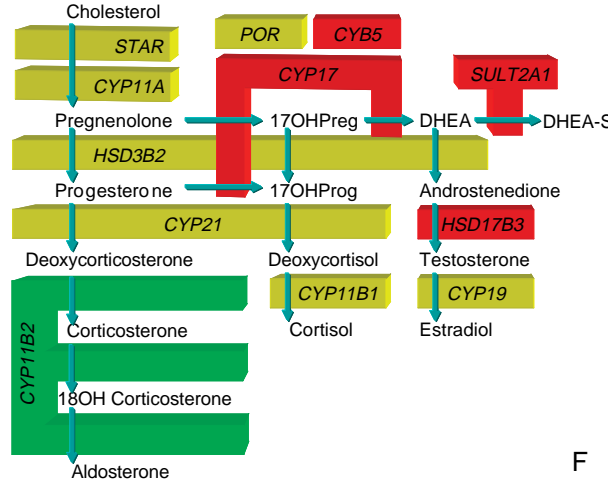 Cholesterol
STAR
POR
CYB5
CYP11A
CYP17
SULT2A1
Pregnenolone
17OHPreg
DHEA
DHEA-S
HSD3B2
Progesterone
17OHProg
Androstenedione
CYP21
HSD17B3
Deoxycorticosterone
Deoxycortisol
Testosterone
CYP11B1
CYP19
CYP11B2
Corticosterone
Cortisol
Estradiol
18OH Corticosterone
Aldosterone
F